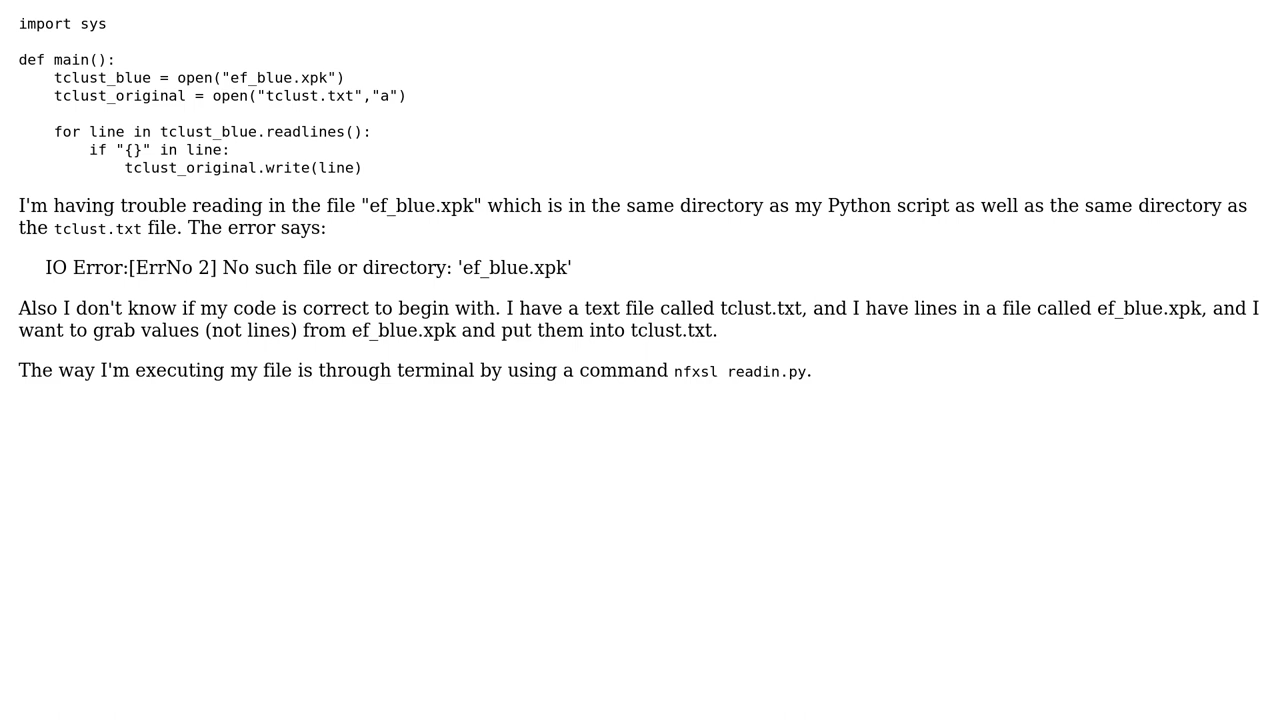 import sys

def main():
    tclust_blue = open("ef_blue.xpk")
    tclust_original = open("tclust.txt","a")

    for line in tclust_blue.readlines():
        if "{}" in line:
            tclust_original.write(line)

I'm having trouble reading in the file "ef_blue.xpk" which is in the same directory as my Python script as well as the same directory as
the tclust.txt file. The error says:

IO Error:[ErrNo 2] No such file or directory: 'ef_blue.xpk'

Also I don't know if my code is correct to begin with. I have a text file called tclust.txt, and I have lines in a file called ef_blue.xpk, and I
want to grab values (not lines) from ef_blue.xpk and put them into tclust.txt.

The way I'm executing my file is through terminal by using a command nfxsl readin.py.